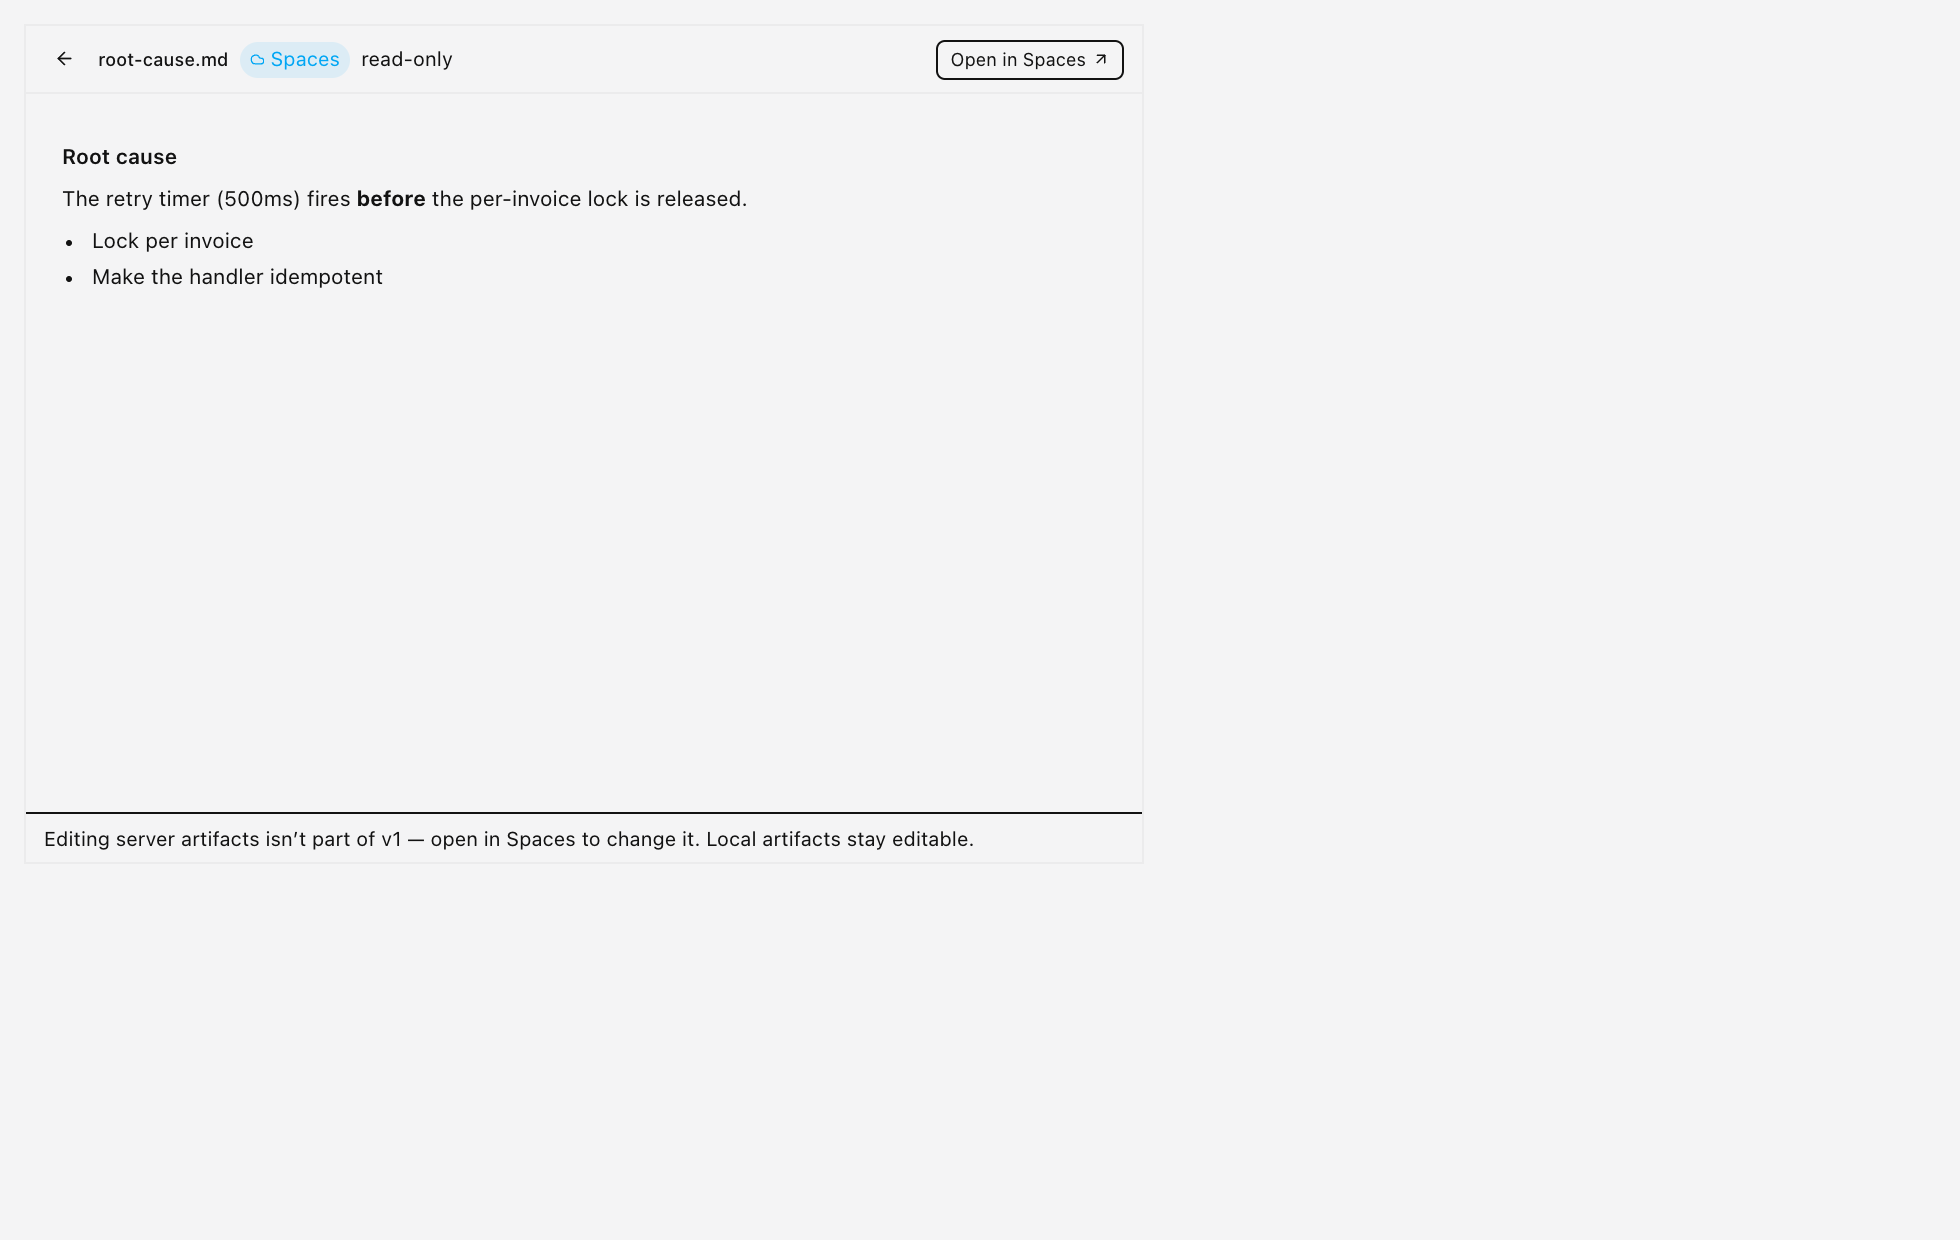 root-cause.md Spaces read-only Open in Spaces
Root cause
The retry timer (500ms) fires before the per-invoice lock is released.
• Lock per invoice
• Make the handler idempotent
Editing server artifacts isn’t part of v1 — open in Spaces to change it. Local artifacts stay editable.